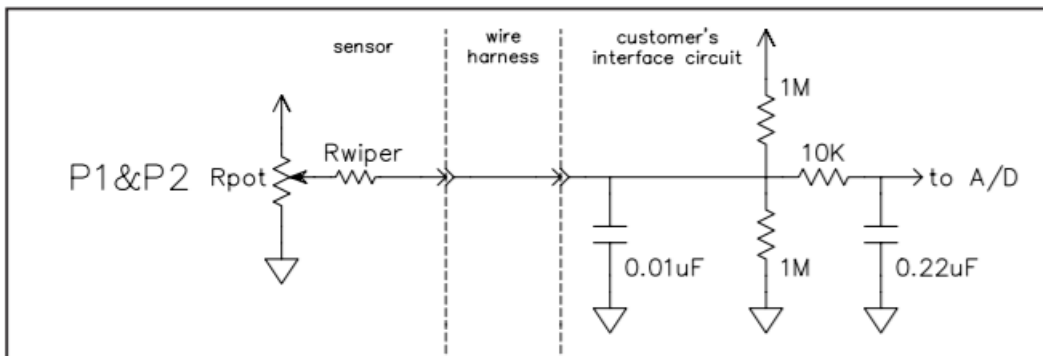 sensor
wire
harness
customer's
interface circuit
1M
10K
Rwiper
P1&P2 Rpot
to A/D
0.01uF
1M
0.22uF